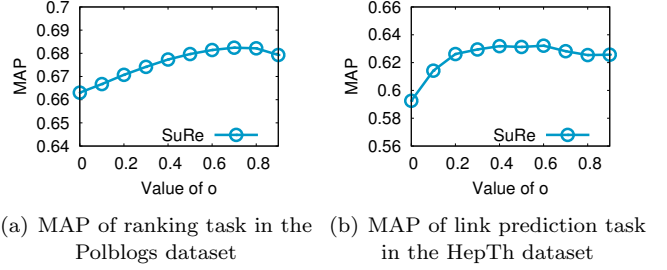 0.7
0.69
0.68
0.67
0.66
0.65
0.64
MAP
SuRe
0 0.2 0.4 0.6 0.8
Value of o
0.66
0.64
0.62
0.6
0.58
0.56
MAP
SuRe
0 0.2 0.4 0.6 0.8
Value of o
(a) MAP of ranking task in the
Polblogs dataset
(b) MAP of link prediction task
in the HepTh dataset